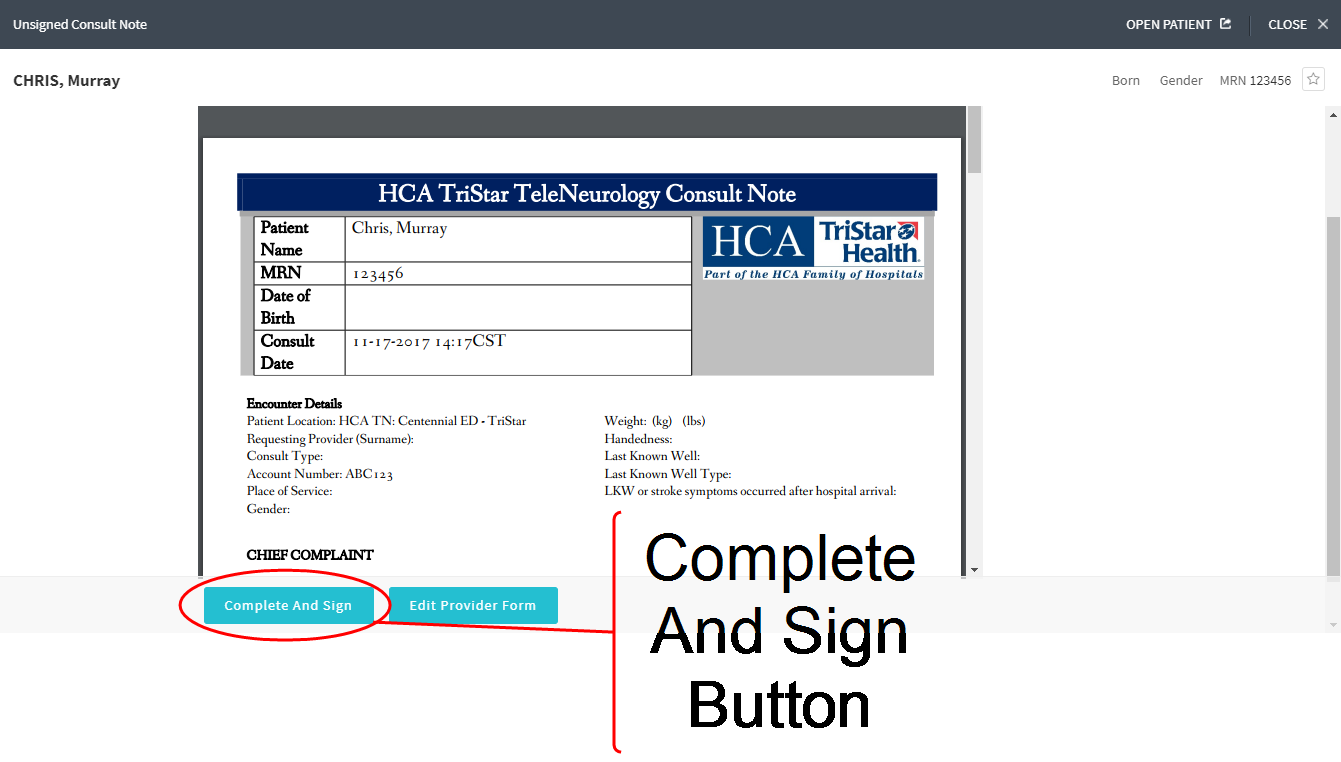 Unsigned Consult Note
OPEN PATIENT
CLOSE
CHRIS, Murray
Born Gender MRN 123456
HCA TriStar TeleNeurology Consult Note
Patient
Name
Chris, Murray
MRN
123456
Date of
Birth
Consult
Date
11-17-2017 14:17CST
HCA
TriStar
Health
Part of the HCA Family of Hospitals
Encounter Details
Patient Location: HCA TN: Centennial ED - TriStar
Requesting Provider (Surname):
Consult Type:
Account Number: ABC123
Place of Service:
Gender:
Weight: (kg) (lbs)
Handedness:
Last Known Well:
Last Known Well Type:
LKW or stroke symptoms occurred after hospital arrival:
CHIEF COMPLAINT
Complete And Sign
Edit Provider Form
Complete
And Sign
Button